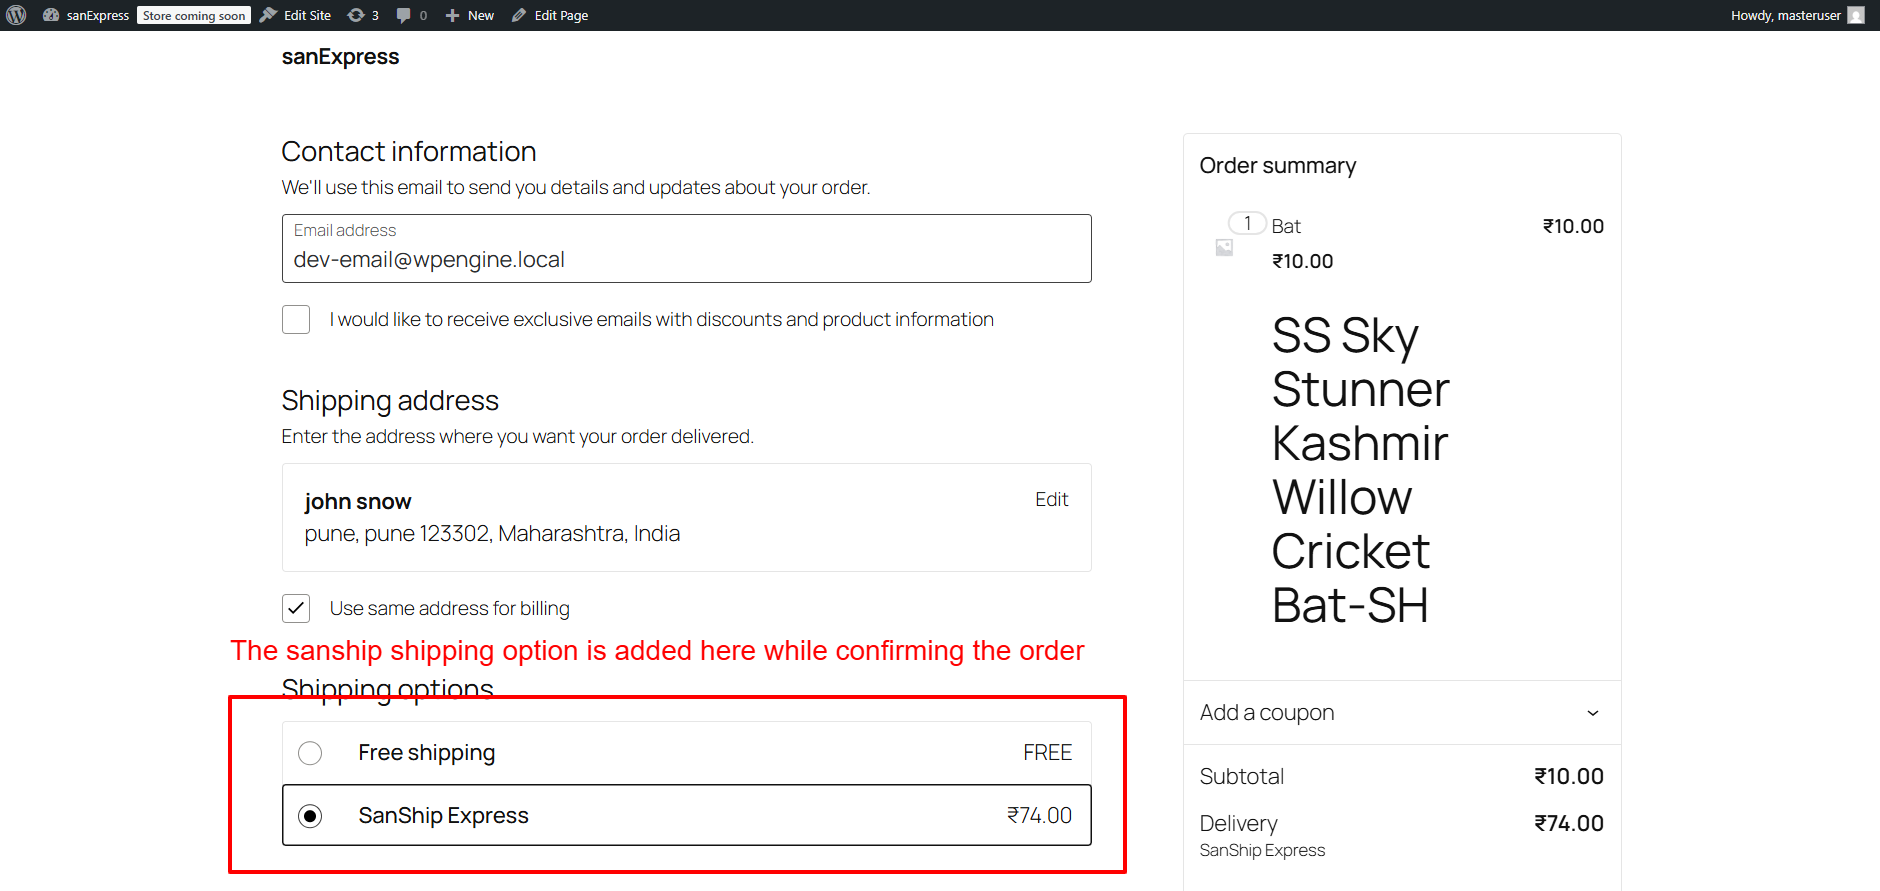 sanExpress Store coming soon Edit Site 3 0 New Edit Page Howdy, masteruser
sanExpress
Contact information
We'll use this email to send you details and updates about your order.
Email address
dev-email@wpengine.local
I would like to receive exclusive emails with discounts and product information
Shipping address
Enter the address where you want your order delivered.
john snow Edit
pune, pune 123302, Maharashtra, India
Use same address for billing
The sanship shipping option is added here while confirming the order
Shipping options
Free shipping FREE
SanShip Express ₹74.00
Order summary
1 Bat ₹10.00
₹10.00
SS Sky
Stunner
Kashmir
Willow
Cricket
Bat-SH
Add a coupon
Subtotal ₹10.00
Delivery ₹74.00
SanShip Express